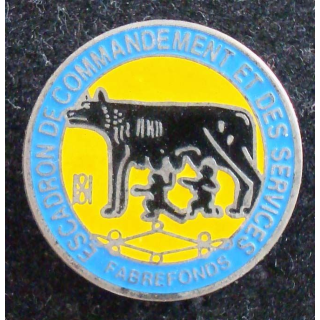 ESCADRON DE COMMANDEMENT ET DES SERVICES
FABREFONDS